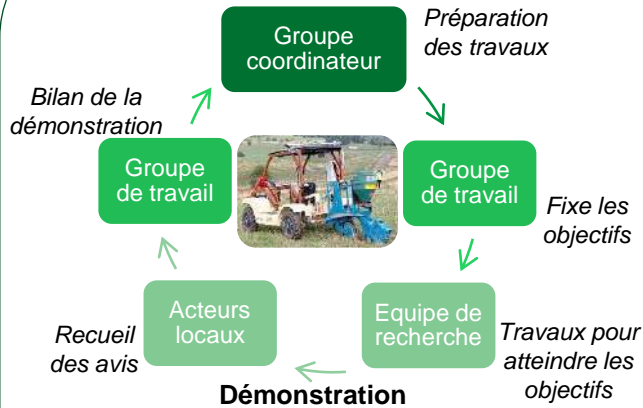 Groupe
coordinateur
Préparation
des travaux
Groupe
de travail
Fixe les
objectifs
Equipe de
recherche
Travaux pour
atteindre les
objectifs
Démonstration
Acteurs
locaux
Recueil
des avis
Groupe
de travail
Bilan de la
démonstration